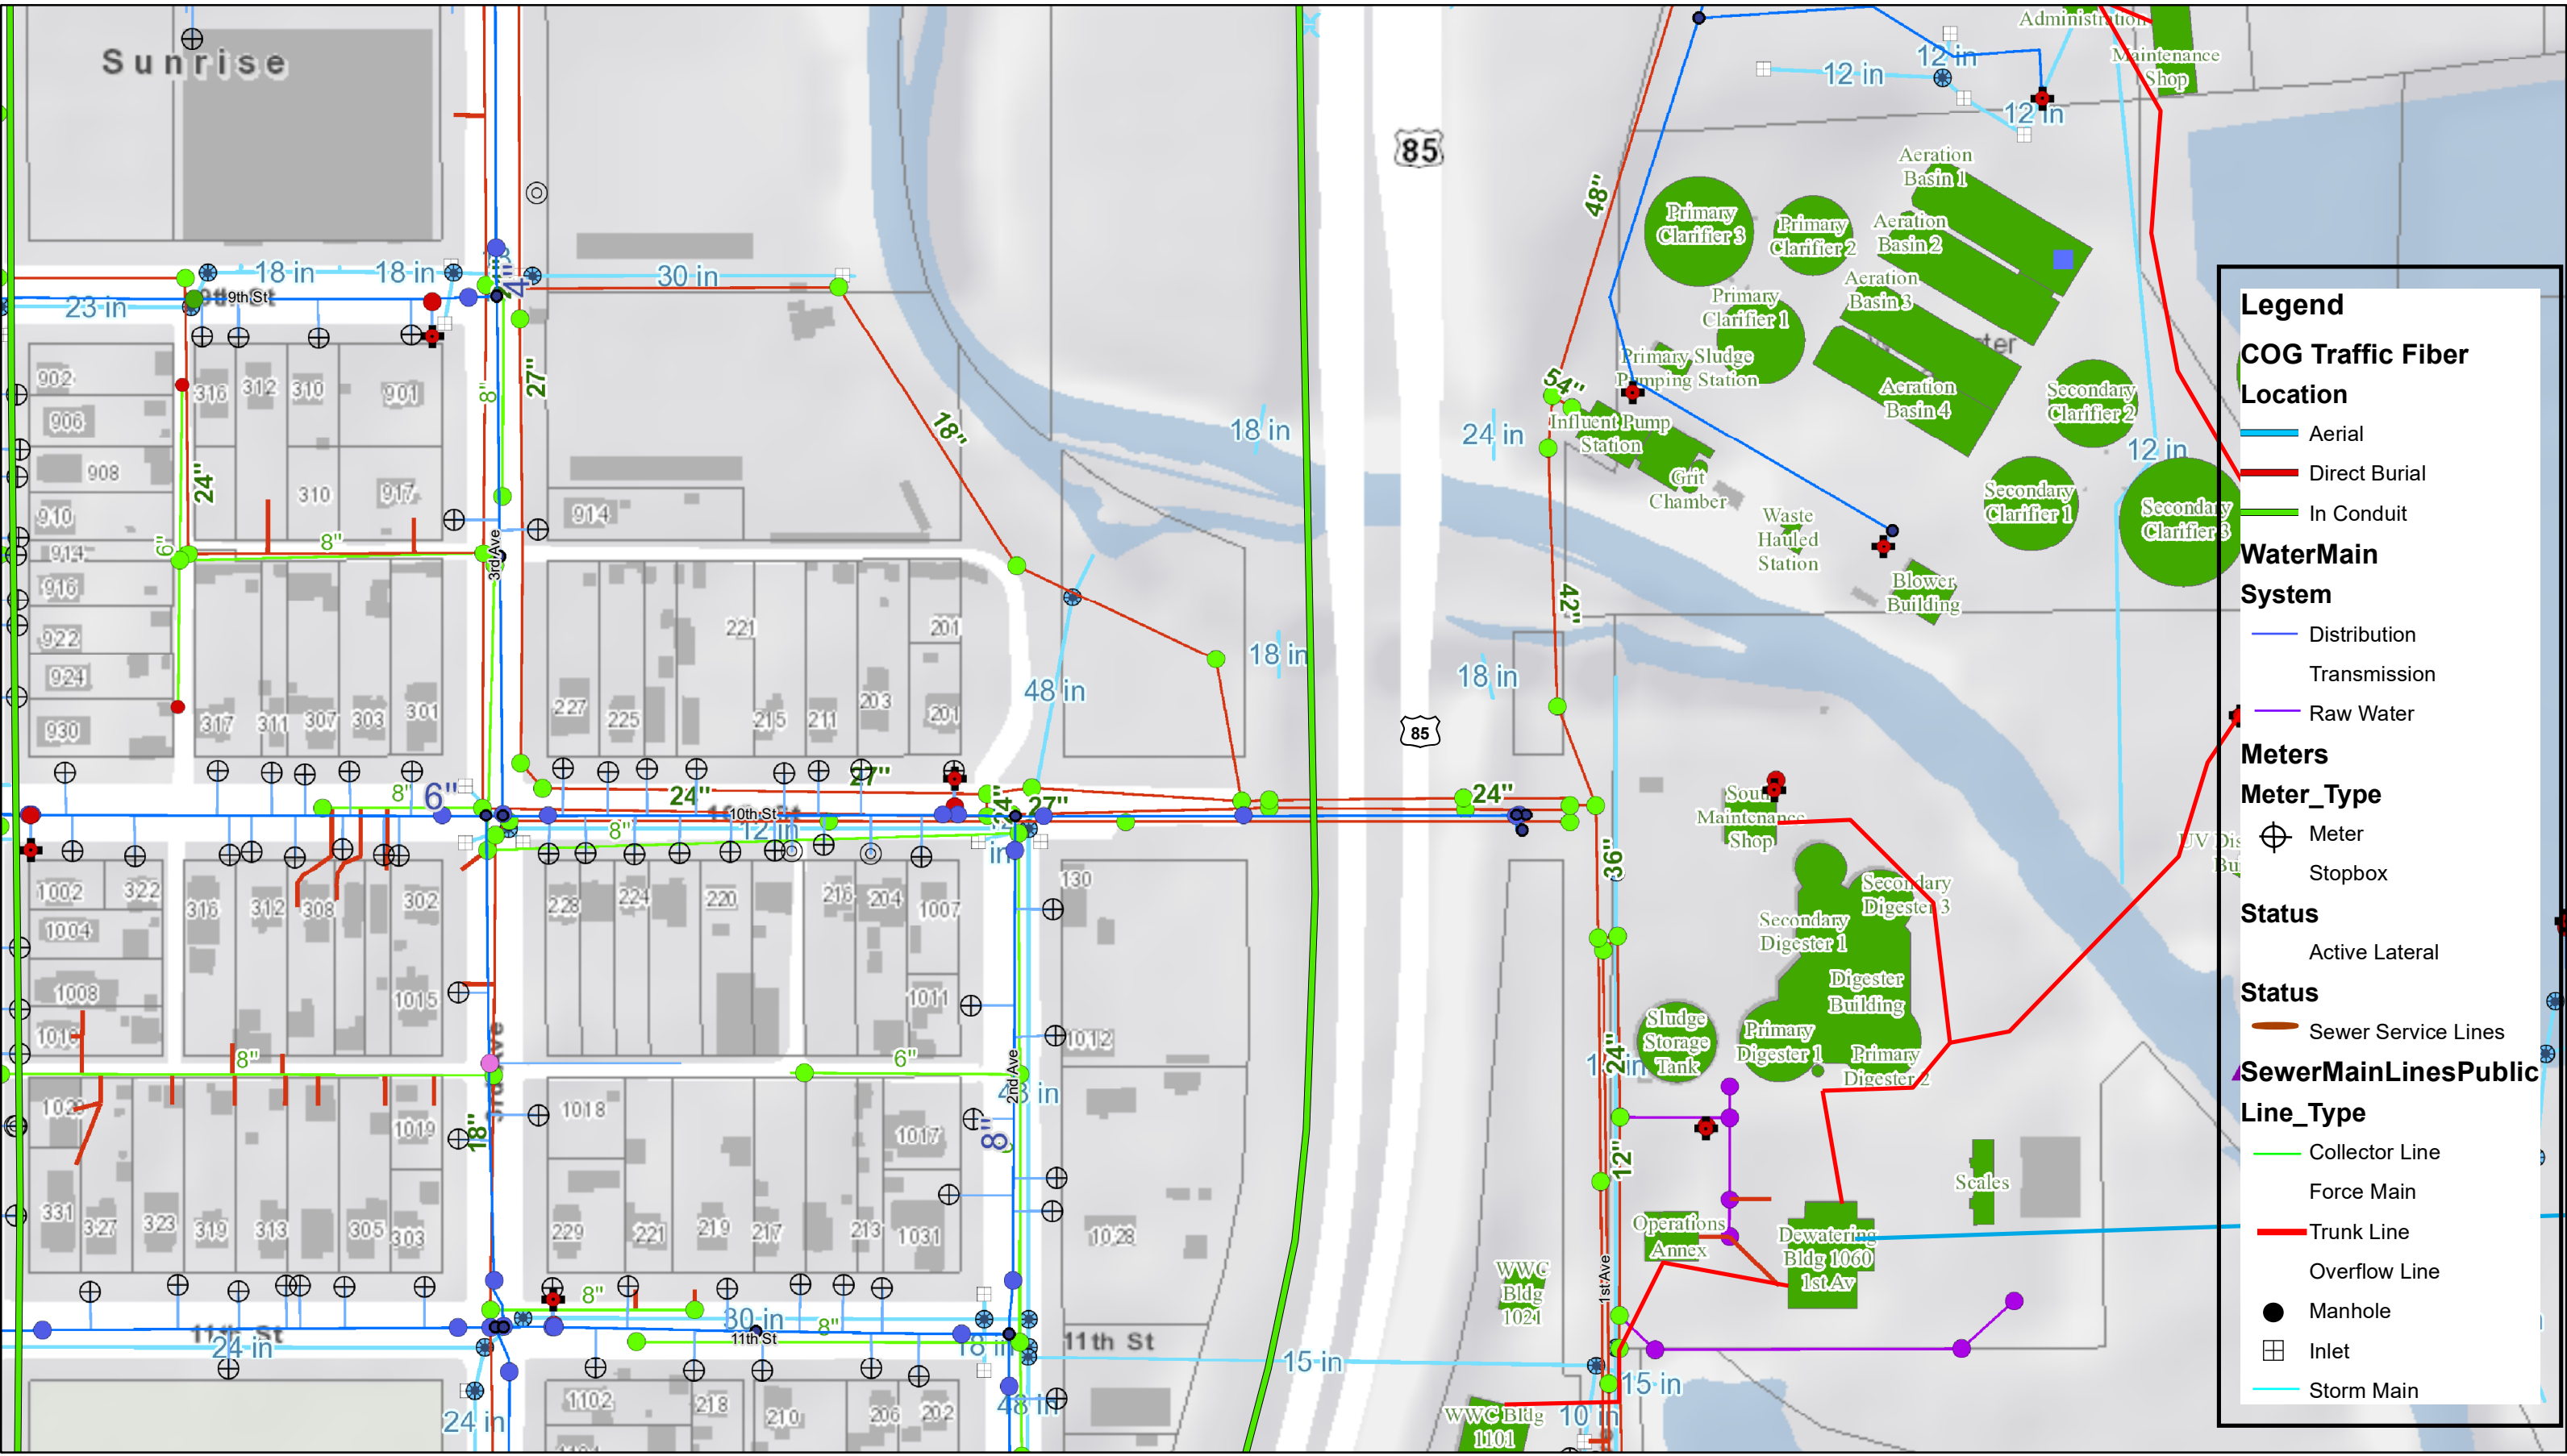 Sunrise
Administration
Maintenance
Shop
12 in
12 in
12 in
85
48"
Aeration
Basin 1
Primary
Clarifier 3
Primary
Clarifier 2
Aeration
Basin 2
Aeration
Basin 3
Primary
Clarifier 1
18 in
18 in
30 in
23 in
9th St
4"
27"
8"
Primary Sludge
Pumping Station
54"
Aeration
Basin 4
Secondary
Clarifier 2
902
906
908
910
914
916
922
924
930
316
312
310
901
310
917
24"
6"
8"
914
18"
18 in
24 in
Influent Pump
Station
Grit
Chamber
Waste
Hauled
Station
Secondary
Clarifier 1
Secondary
Clarifier 3
12 in
Blower
Building
3rd Ave
42"
221
201
18 in
18 in
48 in
317
311
307
303
301
227
225
215
211
203
201
85
8"
6"
24"
27"
10th St
8"
12 in
24"
27"
24"
in
36"
South
Maintenance
Shop
1002
322
1004
1008
1016
316
312
308
302
1015
228
224
220
216
204
1007
1011
130
1012
Secondary
Digester 3
Secondary
Digester 1
Digester
Building
Sludge
Storage
Tank
Primary
Digester 1
Primary
Digester 2
24"
8"
6"
2nd Ave
3rd Ave
18"
8"
12"
1019
1018
1017
1028
331
327
323
319
313
305
303
229
221
219
217
213
1031
Operations
Annex
Dewatering
Bldg 1060
1st Av
Scales
WWC
Bldg
1021
1st Ave
8"
30 in
8"
11th St
11th St
24 in
18 in
11th St
15 in
15 in
24 in
48 in
10 in
1102
218
210
206
202
WWC Bldg
1101
Legend
COG Traffic Fiber
Location
Aerial
Direct Burial
In Conduit
WaterMain
System
Distribution
Transmission
Raw Water
Meters
Meter_Type
Meter
Stopbox
Status
Active Lateral
Status
Sewer Service Lines
SewerMainLinesPublic
Line_Type
Collector Line
Force Main
Trunk Line
Overflow Line
Manhole
Inlet
Storm Main